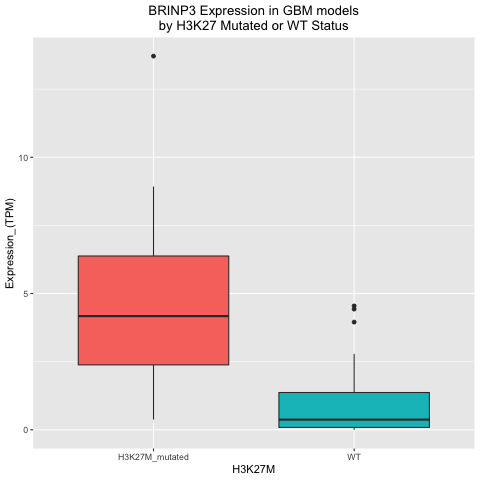 BRINP3 Expression in GBM models
by H3K27 Mutated or WT Status
Expression_(TPM)
10
5
0
H3K27M_mutated
WT
H3K27M